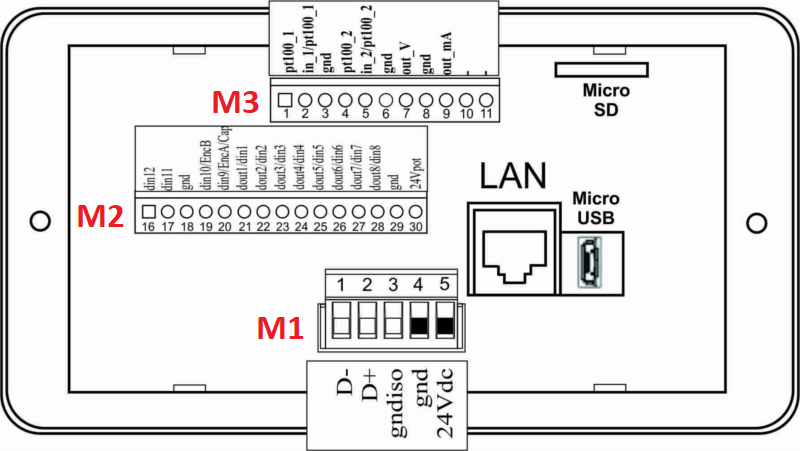 pt100_1
in_1/pt100_1
gnd
pt100_2
in_2/pt100_2
gnd
out_V
gnd
out_mA
-
-
M3
1 2 3 4 5 6 7 8 9 10 11
Micro
SD
din12
din11
gnd
din10/EncB
din9/EncA/Cap
dout1/din1
dout2/din2
dout3/din3
dout4/din4
dout5/din5
dout6/din6
dout7/din7
dout8/din8
gnd
24Vpot
M2
16 17 18 19 20 21 22 23 24 25 26 27 28 29 30
LAN
Micro
USB
M1
1 2 3 4 5
D-
D+
gndiso
gnd
24Vdc